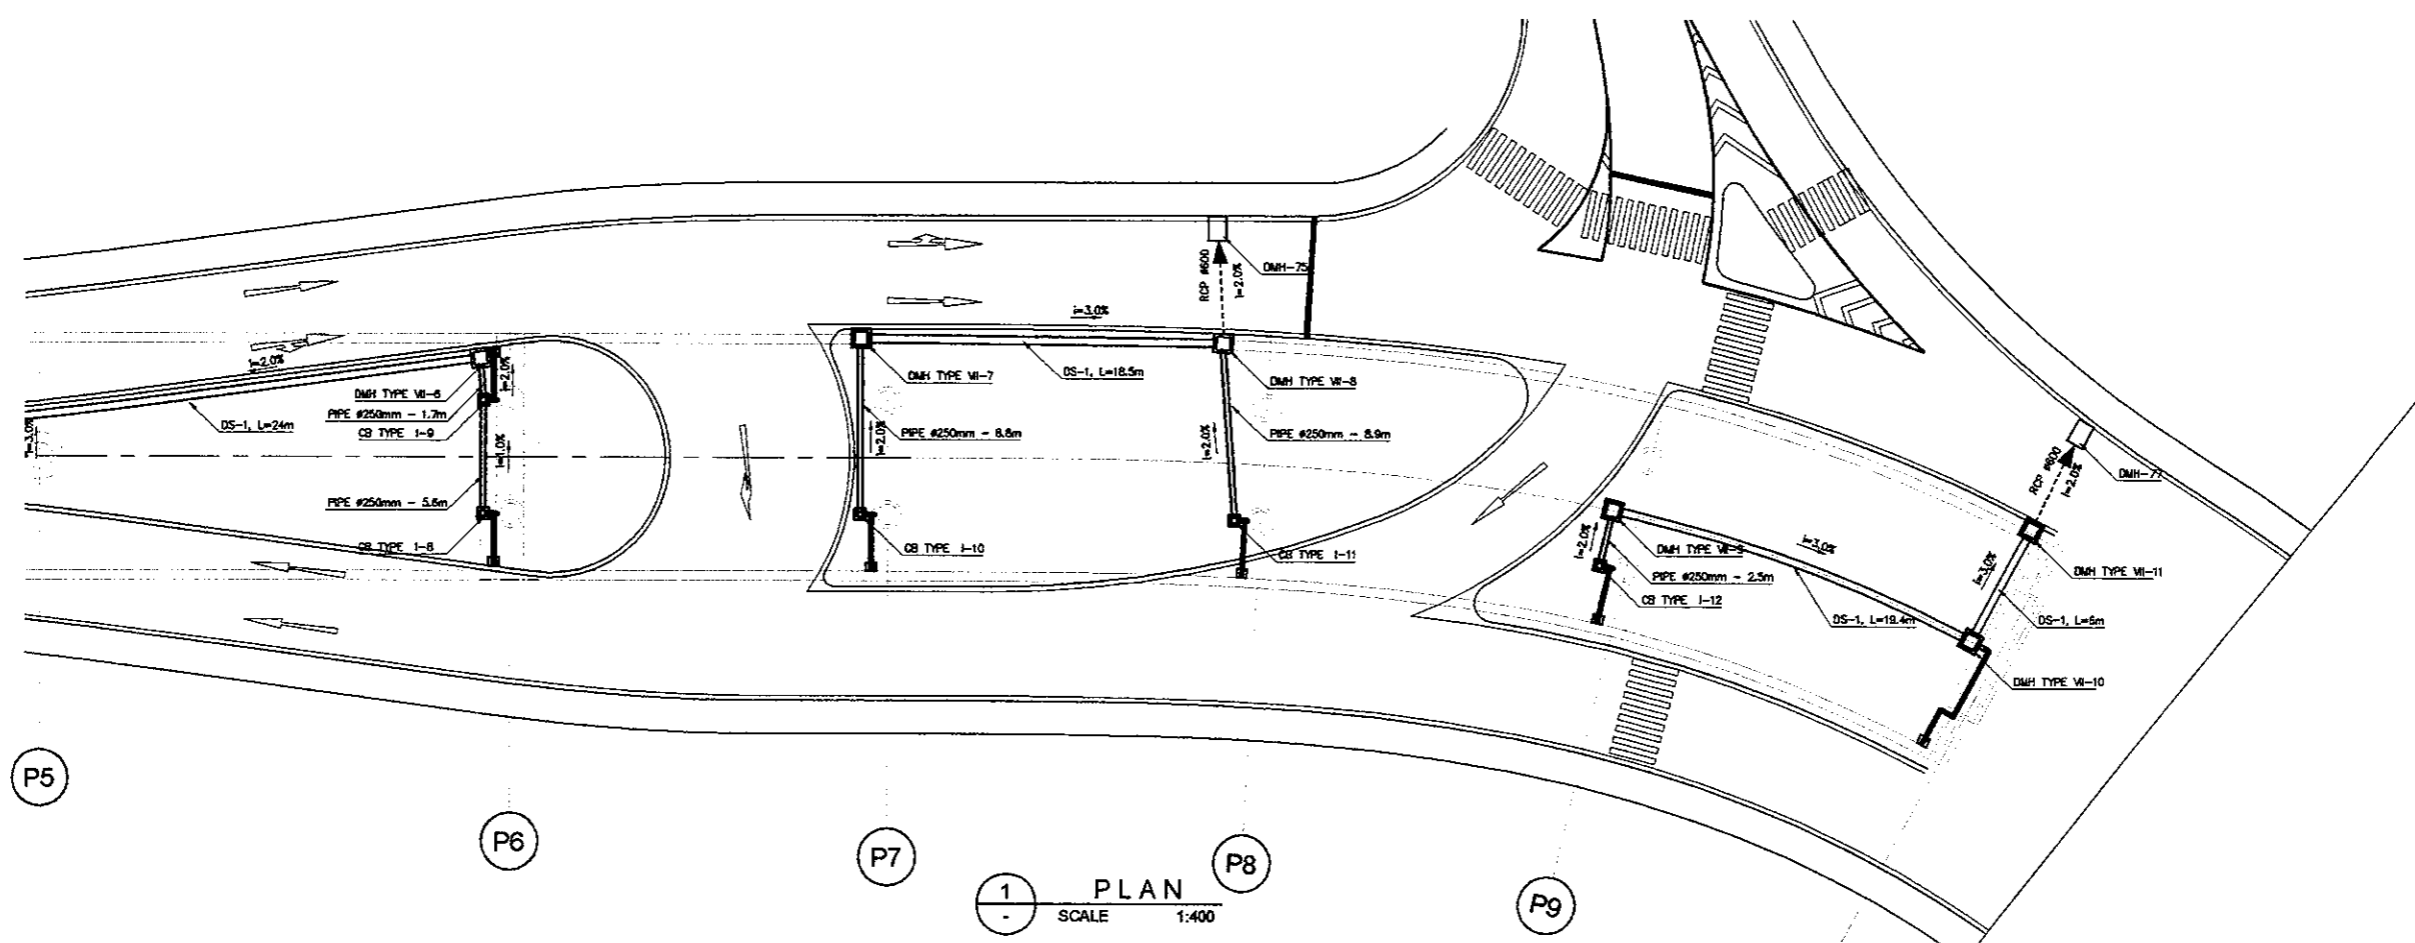 RCP ø600
i=2.0%
DMH-75
i=3.0%
i=2.0%
i=2.0%
DMH TYPE VII-6
PIPE ø250mm - 1.7m
CB TYPE I-9
DS-1, L=24m
i=3.0%
i=1.0%
PIPE ø250mm - 5.6m
CB TYPE I-8
DMH TYPE VII-7
DS-1, L=18.5m
DMH TYPE VII-8
PIPE ø250mm - 8.8m
i=2.0%
i=2.0%
PIPE ø250mm - 8.9m
CB TYPE I-10
CB TYPE I-11
RCP ø600
i=2.0%
DMH-77
i=2.0%
DMH TYPE VII-9
i=3.0%
PIPE ø250mm - 2.5m
CB TYPE I-12
i=3.0%
DMH TYPE VII-11
DS-1, L=19.4m
DS-1, L=6m
DMH TYPE VII-10
P5
P6
P7
P8
P9
1
-
PLAN
SCALE 1:400